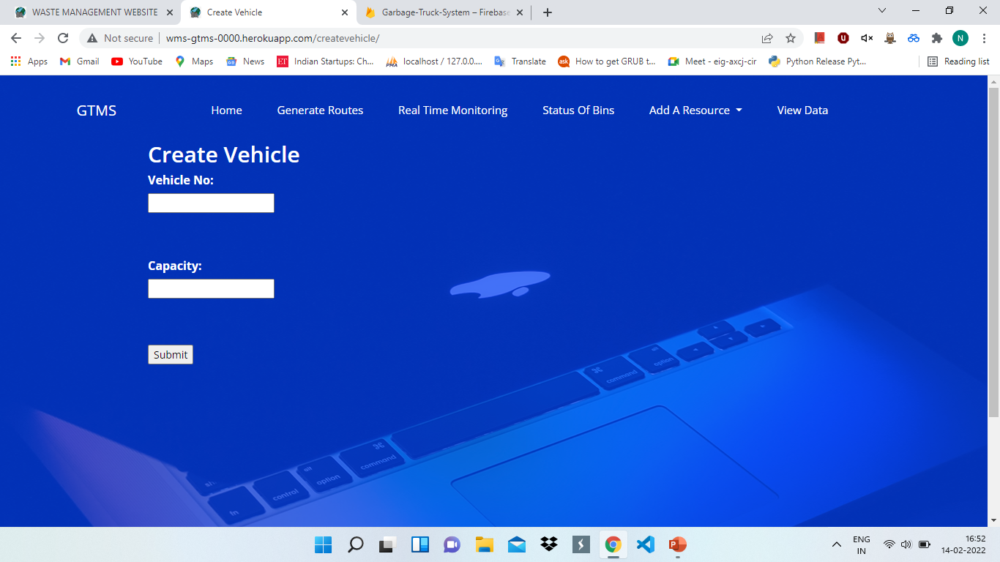 WASTE MANAGEMENT WEBSITE
Create Vehicle
Garbage-Truck-System – Firebase
Not secure
wms-gtms-0000.herokuapp.com/createvehicle/
N
Apps
Gmail
YouTube
Maps
News
ET
Indian Startups: Ch...
PMA
localhost / 127.0.0....
Translate
ask
How to get GRUB t...
Meet - eig-axcj-cir
Python Release Pyt...
Reading list
GTMS
Home
Generate Routes
Real Time Monitoring
Status Of Bins
Add A Resource
View Data
Create Vehicle
Vehicle No:
Capacity:
Submit
alt
option
⌘
command
⌘
command
option
control
fn
ENG
IN
16:52
14-02-2022